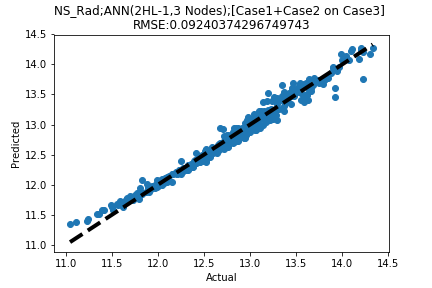 NS_Rad;ANN(2HL-1,3 Nodes);[Case1+Case2 on Case3]
RMSE:0.09240374296749743
14.5
14.0
13.5
13.0
12.5
12.0
11.5
11.0
Predicted
11.0 11.5 12.0 12.5 13.0 13.5 14.0 14.5
Actual